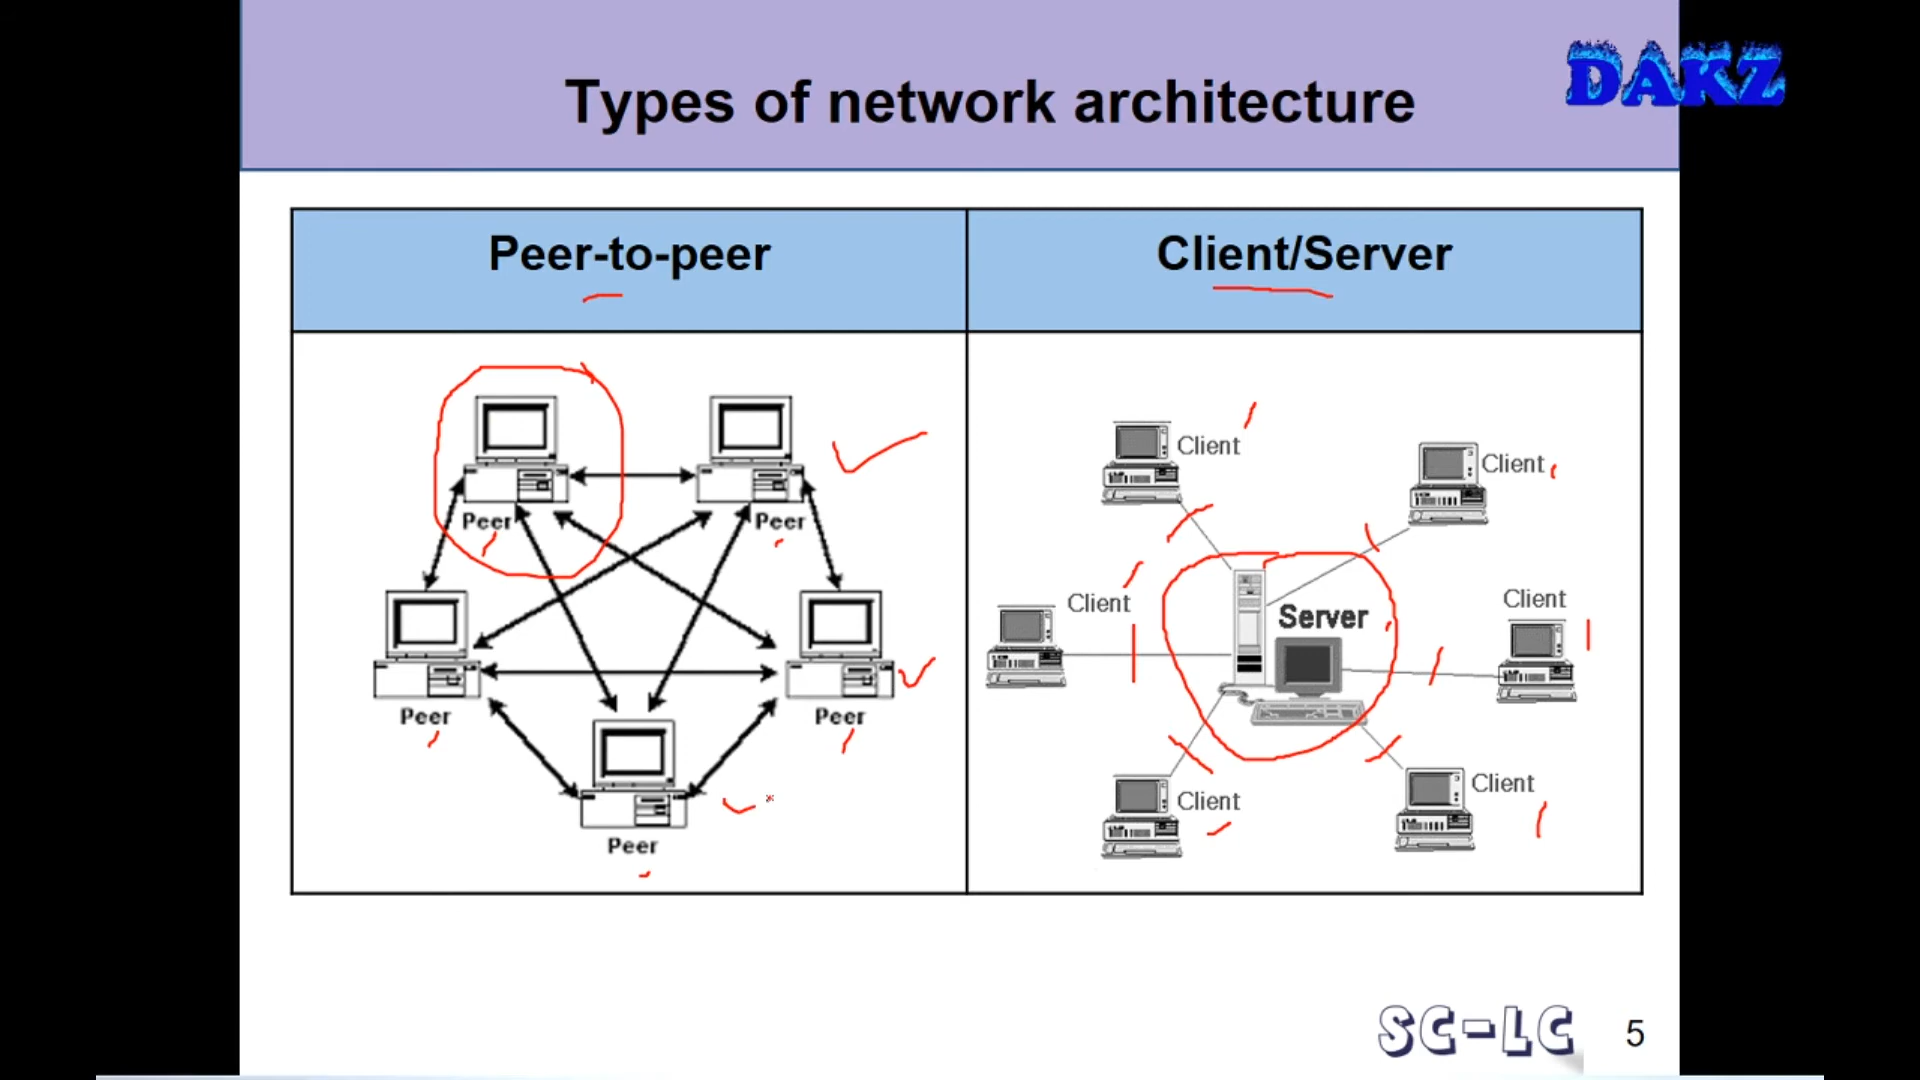 DAKZ
Types of network architecture
Peer-to-peer
Client/Server
Peer
Peer
Peer
Peer
Peer
Client
Client
Client
Server
Client
Client
Client
SC-LC
5